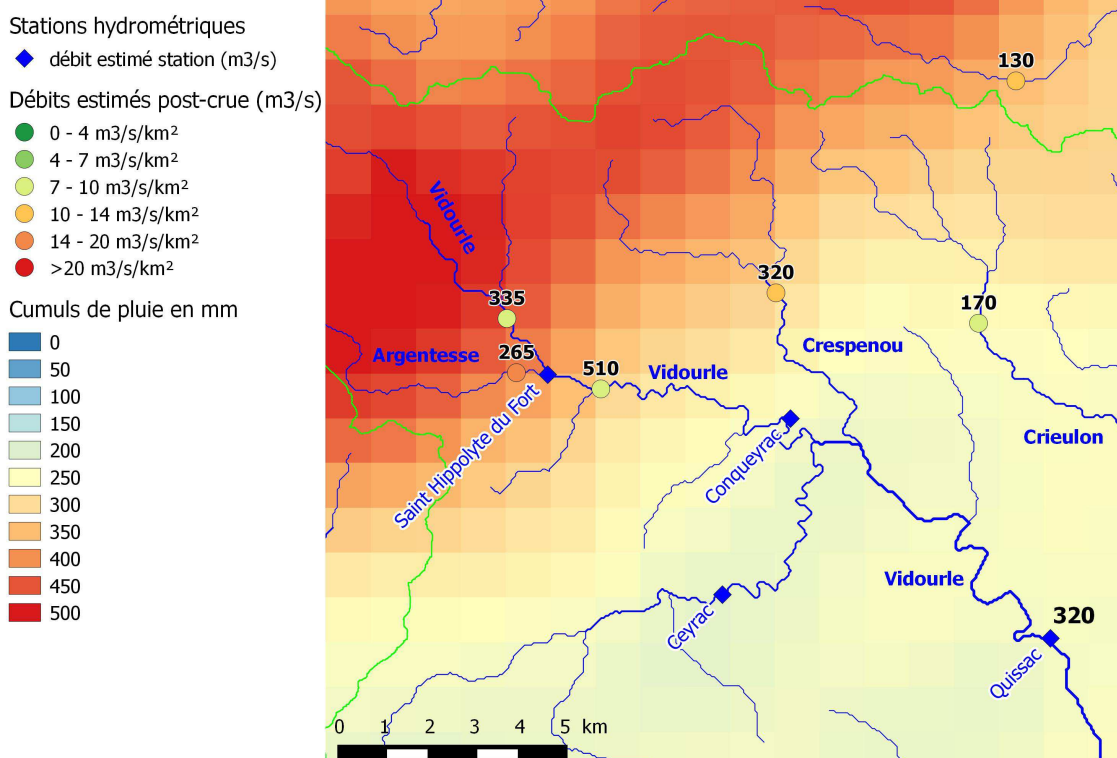 Stations hydrométriques
débit estimé station (m3/s)
Débits estimés post-crue (m3/s)
0 - 4 m3/s/km²
4 - 7 m3/s/km²
7 - 10 m3/s/km²
10 - 14 m3/s/km²
14 - 20 m3/s/km²
>20 m3/s/km²
Cumuls de pluie en mm
0
50
100
150
200
250
300
350
400
450
500
130
Vidourle
320
335
170
Argentesse
265
510
Vidourle
Crespenou
Saint Hippolyte du Fort
Crieulon
Conqueyrac
Vidourle
Ceyrac
320
Quissac
0 1 2 3 4 5 km